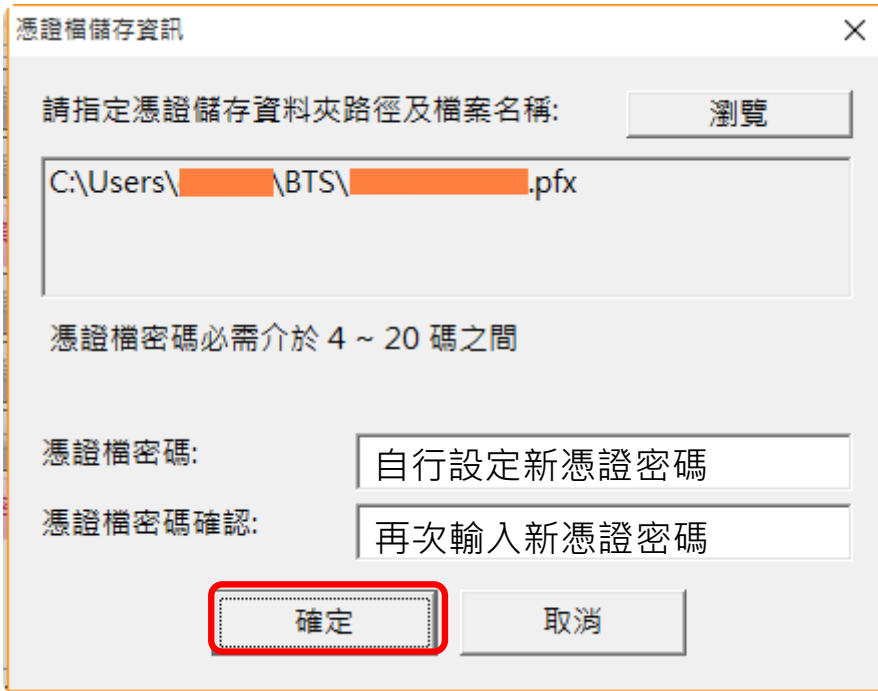 憑證檔儲存資訊
請指定憑證儲存資料夾路徑及檔案名稱:
瀏覽
C:\Users\ \BTS\ .pfx
憑證檔密碼必需介於 4 ~ 20 碼之間
憑證檔密碼:
自行設定新憑證密碼
憑證檔密碼確認:
再次輸入新憑證密碼
確定
取消